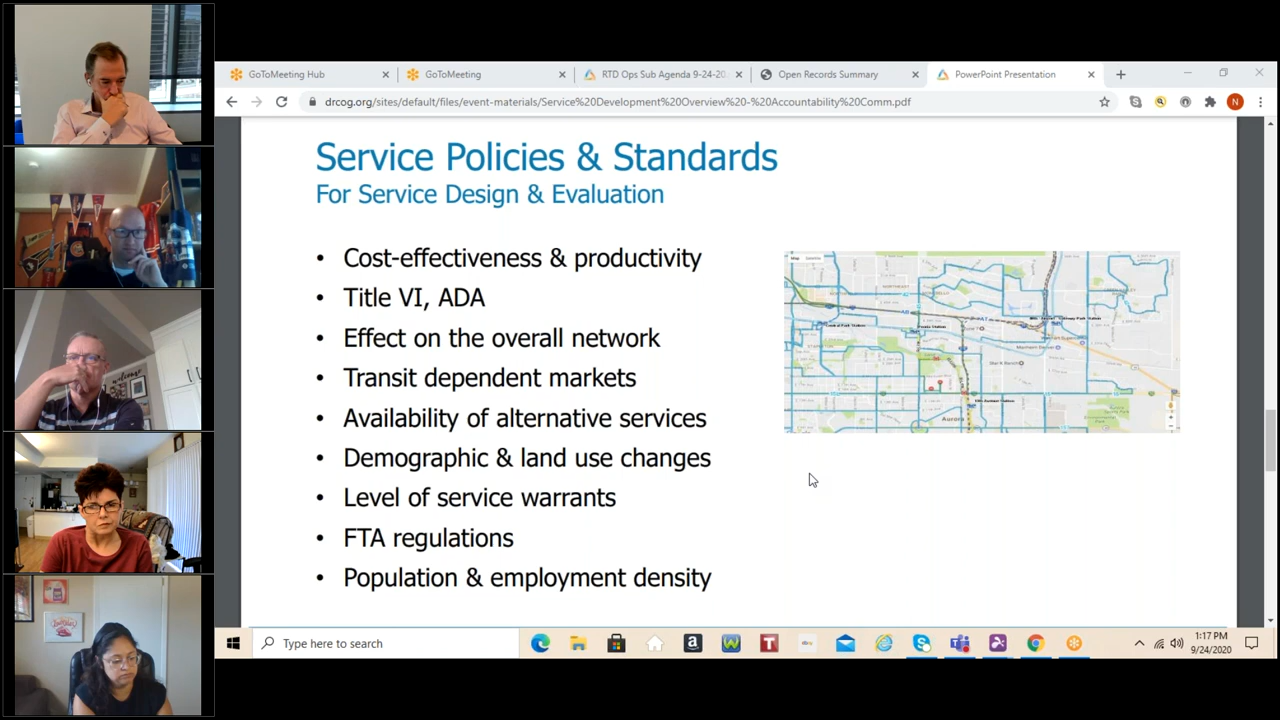 GoToMeeting Hub
GoToMeeting
RTD Ops Sub Agenda 9-24-20
Open Records Summary
PowerPoint Presentation
drcog.org/sites/default/files/event-materials/Service%20Development%20Overview%20-%20Accountability%20Comm.pdf
N
Service Policies & Standards
For Service Design & Evaluation
• Cost-effectiveness & productivity
• Title VI, ADA
• Effect on the overall network
• Transit dependent markets
• Availability of alternative services
• Demographic & land use changes
• Level of service warrants
• FTA regulations
• Population & employment density
Map
Aurora
welcome
Type here to search
1:17 PM
9/24/2020